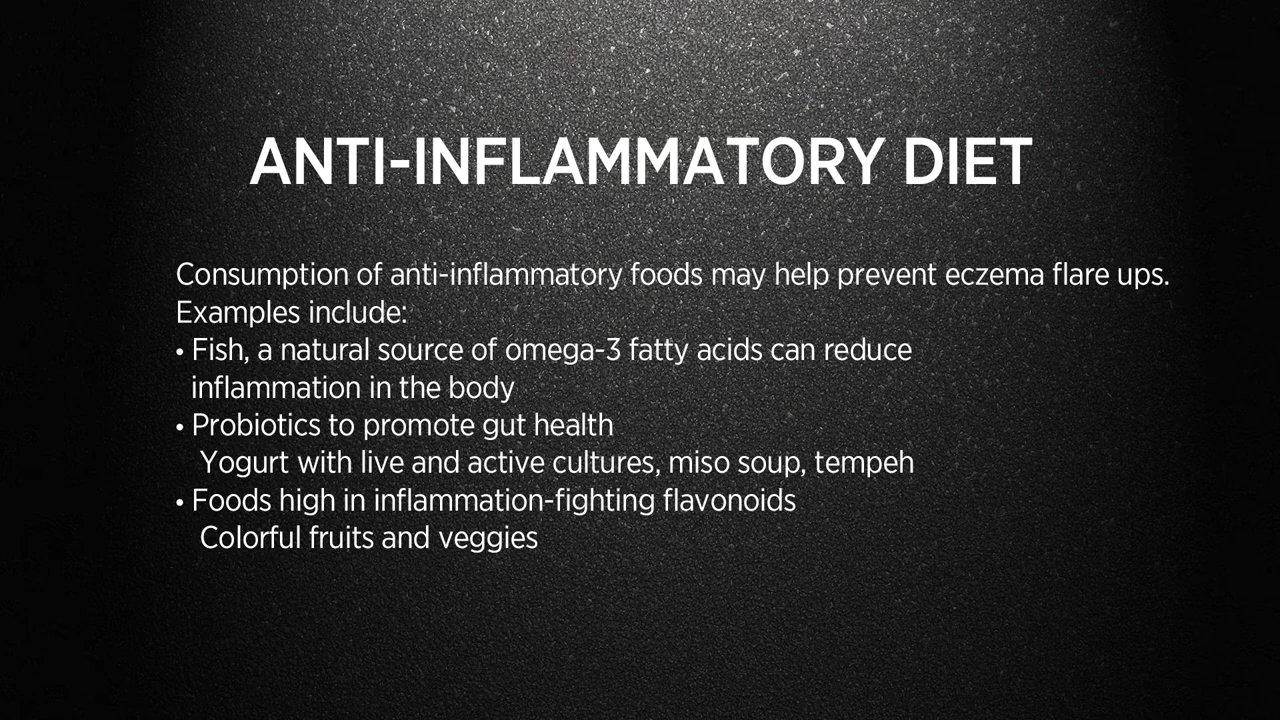 ANTI-INFLAMMATORY DIET
Consumption of anti-inflammatory foods may help prevent eczema flare ups.
Examples include:
• Fish, a natural source of omega-3 fatty acids can reduce
inflammation in the body
• Probiotics to promote gut health
Yogurt with live and active cultures, miso soup, tempeh
• Foods high in inflammation-fighting flavonoids
Colorful fruits and veggies